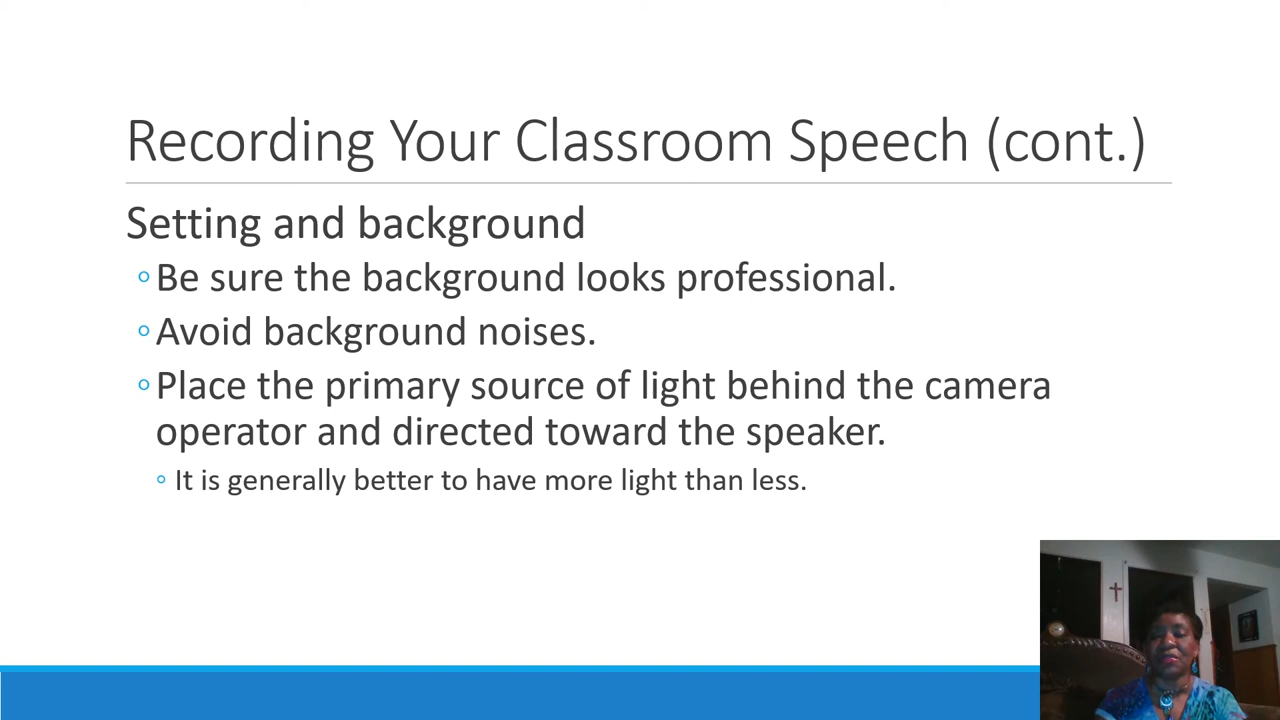 Recording Your Classroom Speech (cont.)
Setting and background
◦Be sure the background looks professional.
◦Avoid background noises.
◦Place the primary source of light behind the camera
operator and directed toward the speaker.
◦ It is generally better to have more light than less.